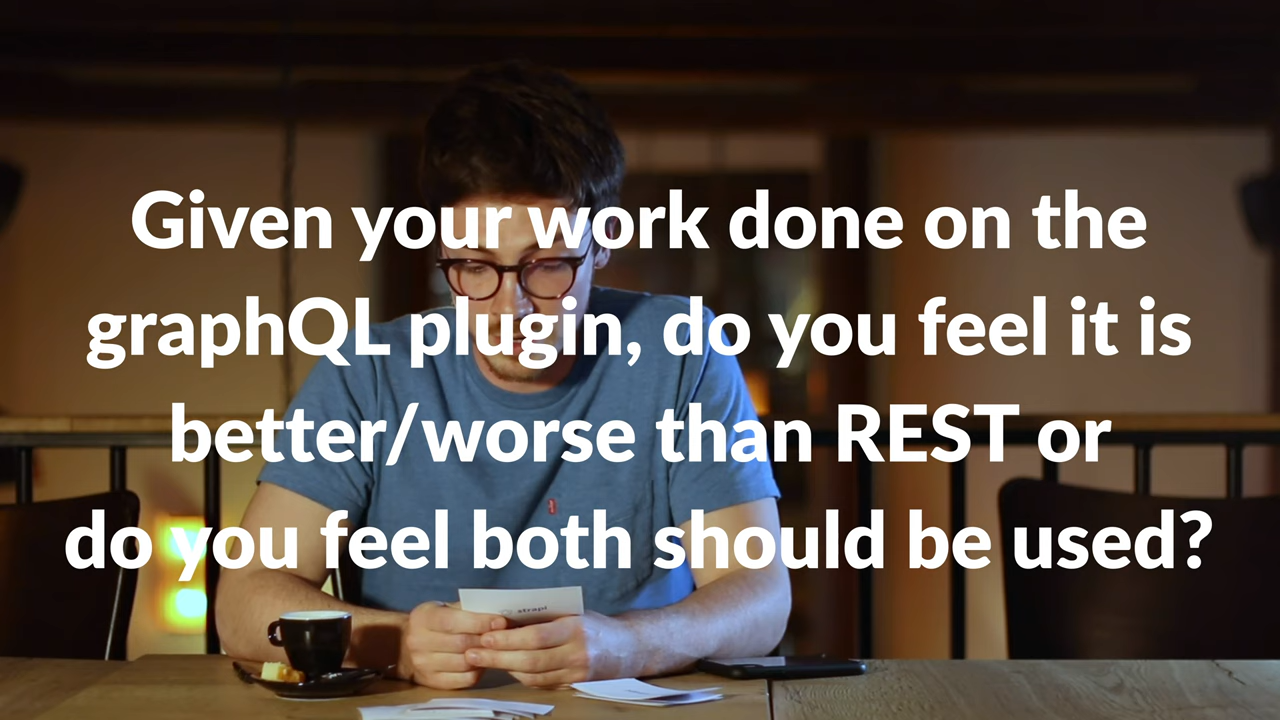 Given your work done on the
graphQL plugin, do you feel it is
better/worse than REST or
do you feel both should be used?
strapi